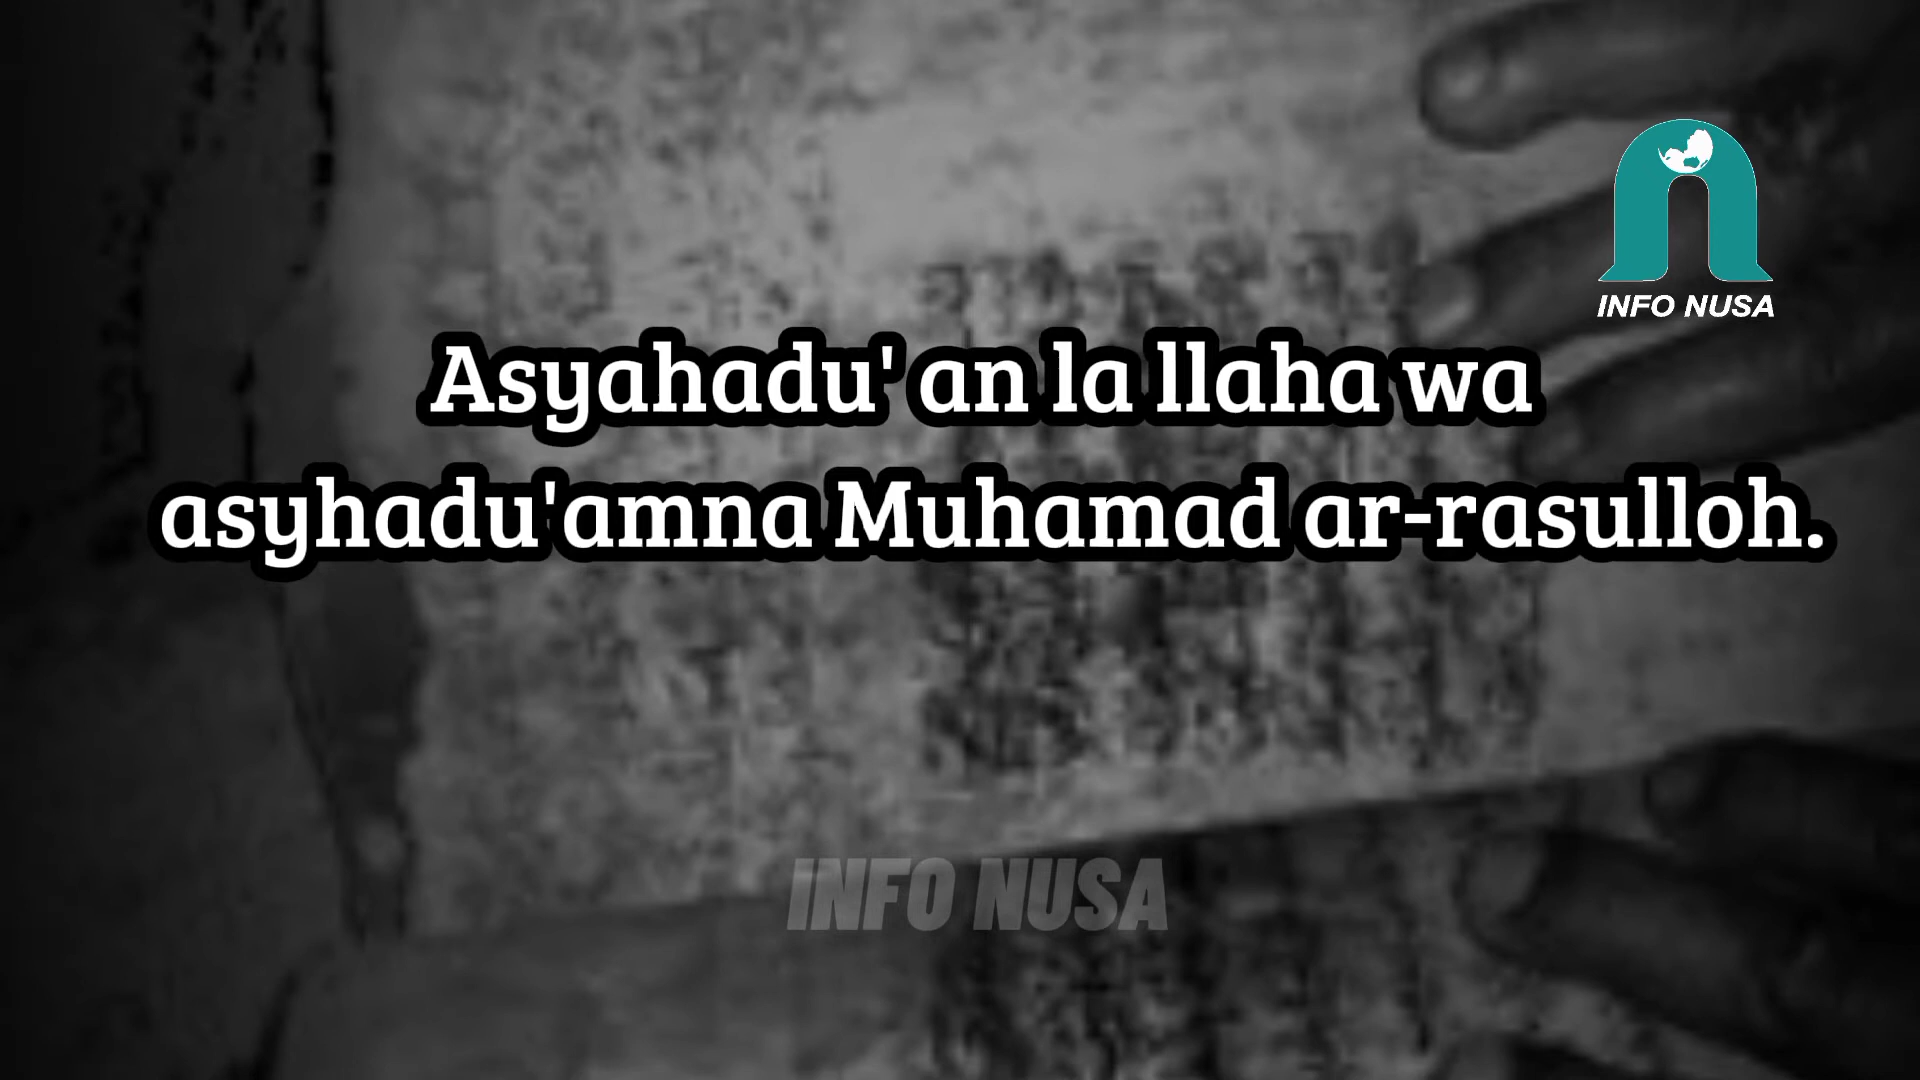 INFO NUSA
Asyahadu' an la llaha wa
asyhadu'amna Muhamad ar-rasulloh.
INFO NUSA